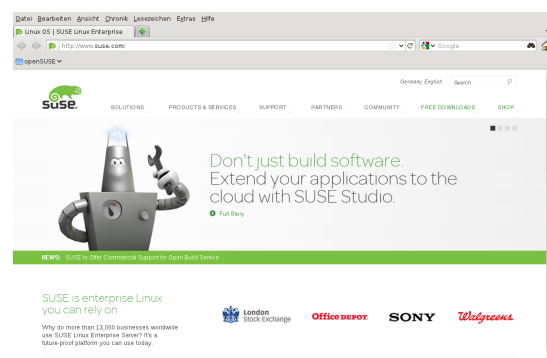 Datei Bearbeiten Ansicht Chronik Lesezeichen Extras Hilfe
Linux OS | SUSE Linux Enterprise
http://www.suse.com/
Google
openSUSE
Germany, English
Search
SUSE.
SOLUTIONS PRODUCTS & SERVICES SUPPORT PARTNERS COMMUNITY FREE DOWNLOADS SHOP
Don't just build software.
Extend your applications to the
cloud with SUSE Studio.
Full Story
NEWS: SUSE to Offer Commercial Support for Open Build Service
SUSE is enterprise Linux
you can rely on
Why do more than 13,000 businesses worldwide
use SUSE Linux Enterprise Server? It's a
future-proof platform you can use today.
London
Stock Exchange
Office DEPOT.
SONY
Walgreens